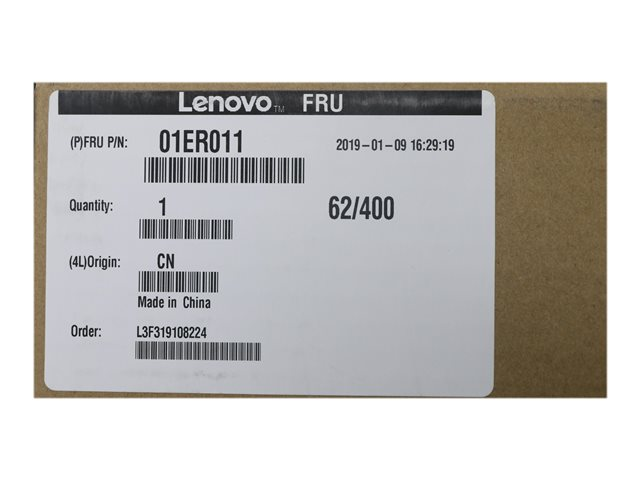 Lenovo™ FRU
(P)FRU P/N: 01ER011 2019-01-09 16:29:19
Quantity: 1 62/400
(4L)Origin: CN
Made in China
Order: L3F319108224